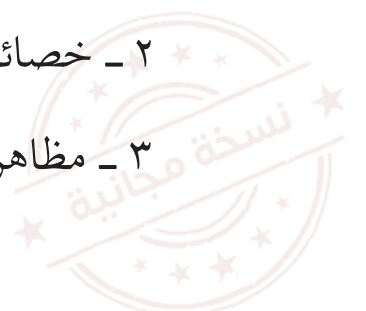 ٢ ـ خصائ
نسخة مجانية
٣ ـ مظاهر